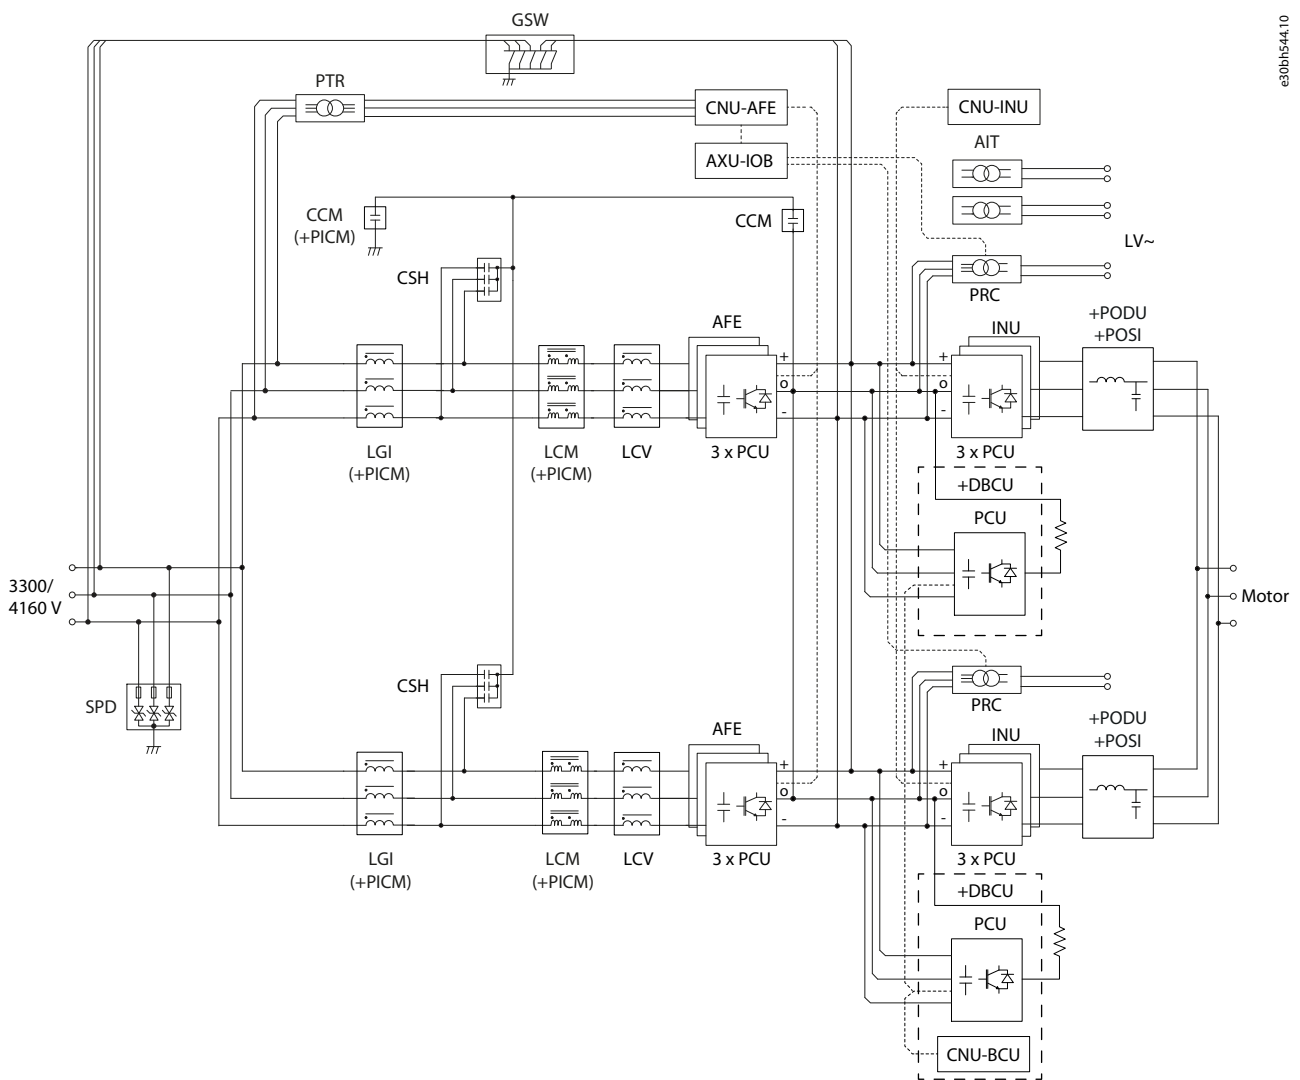 GSW
e30bh544.10
PTR
CNU-AFE
CNU-INU
AIT
AXU-IOB
CCM
(+PICM)
CCM
LV~
CSH
PRC
+PODU
+POSI
AFE
INU
+
o
-
+
o
-
LGI
(+PICM)
LCM
(+PICM)
LCV
3 x PCU
3 x PCU
+DBCU
PCU
3300/
4160 V
Motor
CSH
SPD
PRC
+PODU
+POSI
AFE
INU
+
o
-
+
o
-
LGI
(+PICM)
LCM
(+PICM)
LCV
3 x PCU
3 x PCU
+DBCU
PCU
CNU-BCU